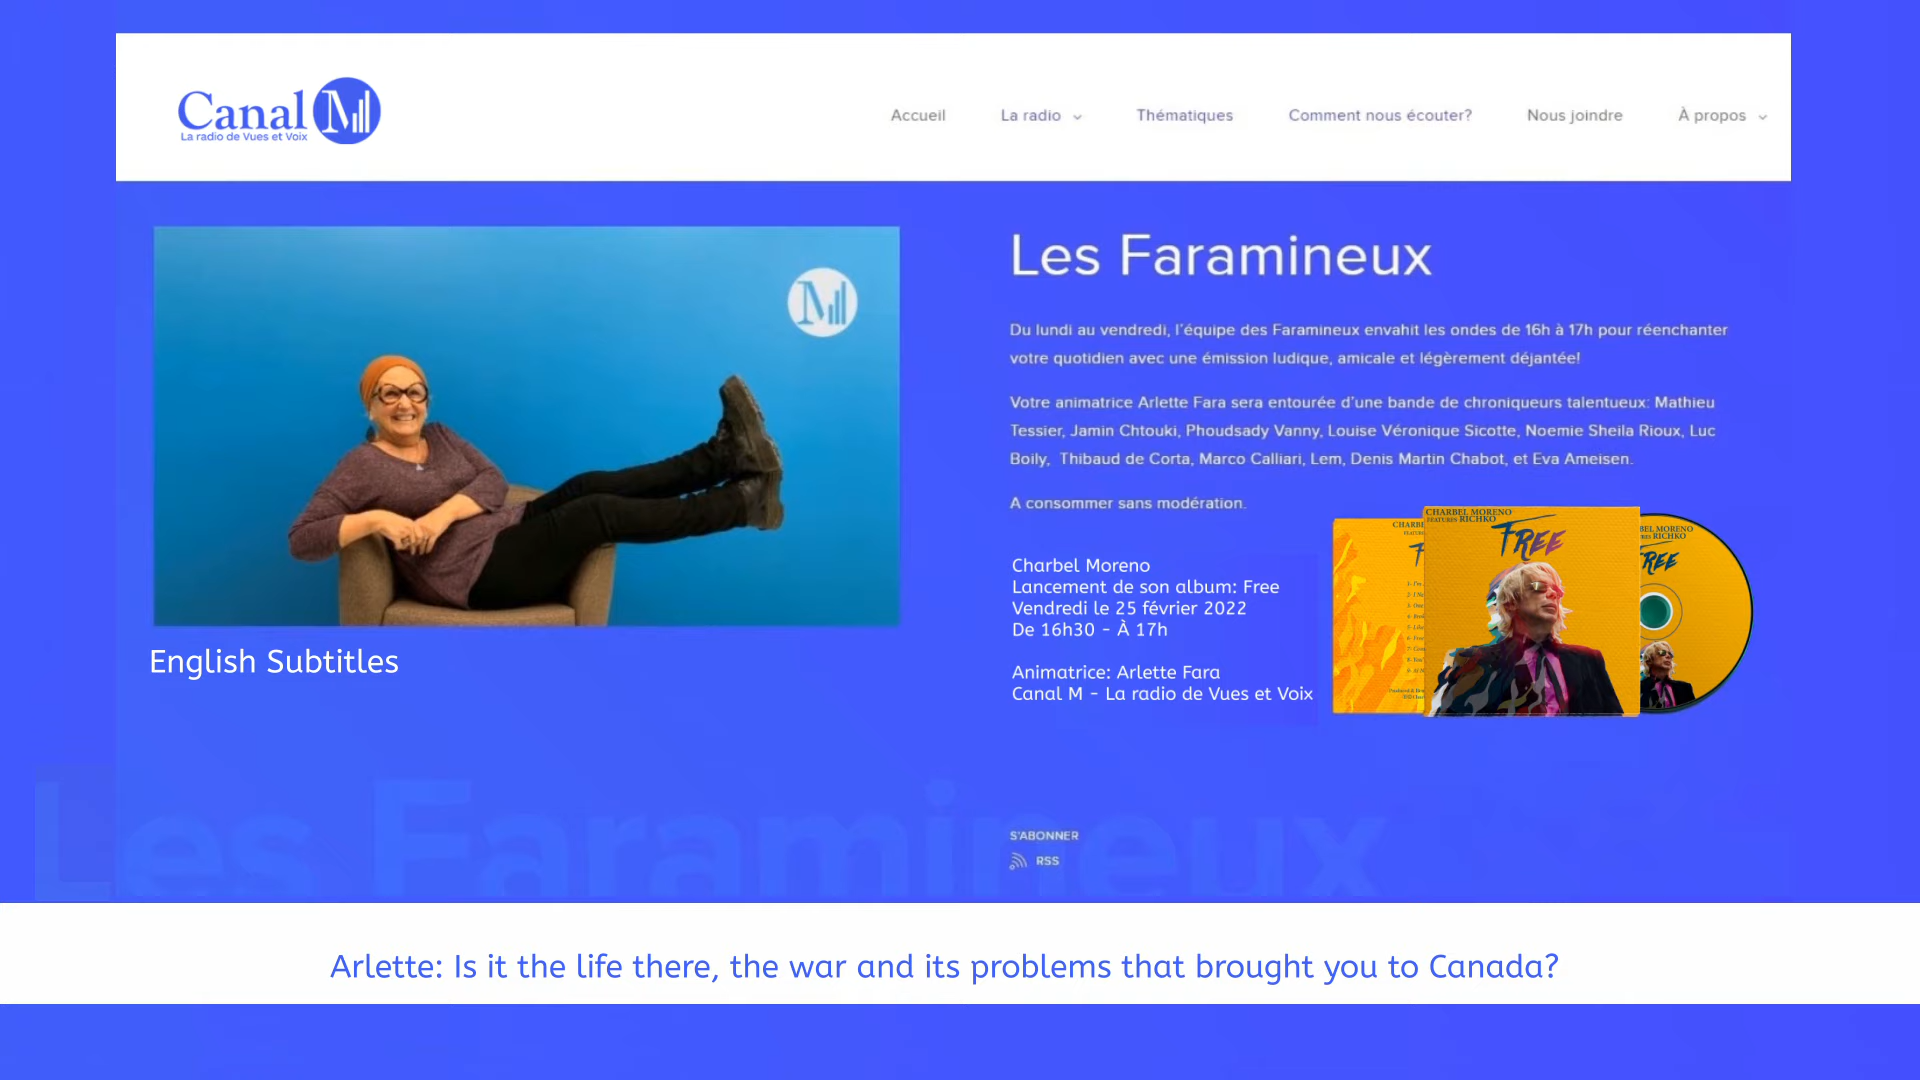 Canal M
La radio de Vues et Voix
Accueil
La radio
Thématiques
Comment nous écouter?
Nous joindre
À propos
M
Les Faramineux
Du lundi au vendredi, l'équipe des Faramineux envahit les ondes de 16h à 17h pour réenchanter
votre quotidien avec une émission ludique, amicale et légèrement déjantée!
Votre animatrice Arlette Fara sera entourée d'une bande de chroniqueurs talentueux: Mathieu
Tessier, Jamin Chtouki, Phoudsady Vanny, Louise Véronique Sicotte, Noemie Sheila Rioux, Luc
Boily, Thibaud de Corta, Marco Calliari, Lem, Denis Martin Chabot, et Eva Ameisen.
A consommer sans modération.
Charbel Moreno
Lancement de son album: Free
Vendredi le 25 février 2022
De 16h30 - À 17h
Animatrice: Arlette Fara
Canal M - La radio de Vues et Voix
CHARBEL MORENO
FEATURES RICHKO
FREE
English Subtitles
Les Faramineux
S'ABONNER
RSS
Arlette: Is it the life there, the war and its problems that brought you to Canada?